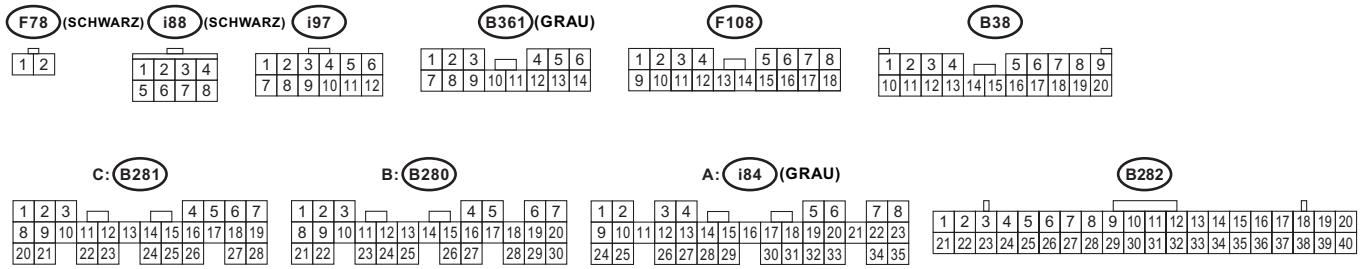 F78 (SCHWARZ) i88 (SCHWARZ) i97 B361 (GRAU) F108 B38
1 2
1 2 3 4
5 6 7 8
1 2 3 4 5 6
7 8 9 10 11 12
1 2 3 4 5 6
7 8 9 10 11 12 13 14
1 2 3 4 5 6 7 8
9 10 11 12 13 14 15 16 17 18
1 2 3 4 5 6 7 8 9
10 11 12 13 14 15 16 17 18 19 20
C: B281 B: B280 A: i84 (GRAU) B282
1 2 3 4 5 6 7
8 9 10 11 12 13 14 15 16 17 18 19
20 21 22 23 24 25 26 27 28
1 2 3 4 5 6 7
8 9 10 11 12 13 14 15 16 17 18 19 20
21 22 23 24 25 26 27 28 29 30
1 2 3 4 5 6 7 8
9 10 11 12 13 14 15 16 17 18 19 20 21 22 23
24 25 26 27 28 29 30 31 32 33 34 35
1 2 3 4 5 6 7 8 9 10 11 12 13 14 15 16 17 18 19 20
21 22 23 24 25 26 27 28 29 30 31 32 33 34 35 36 37 38 39 40